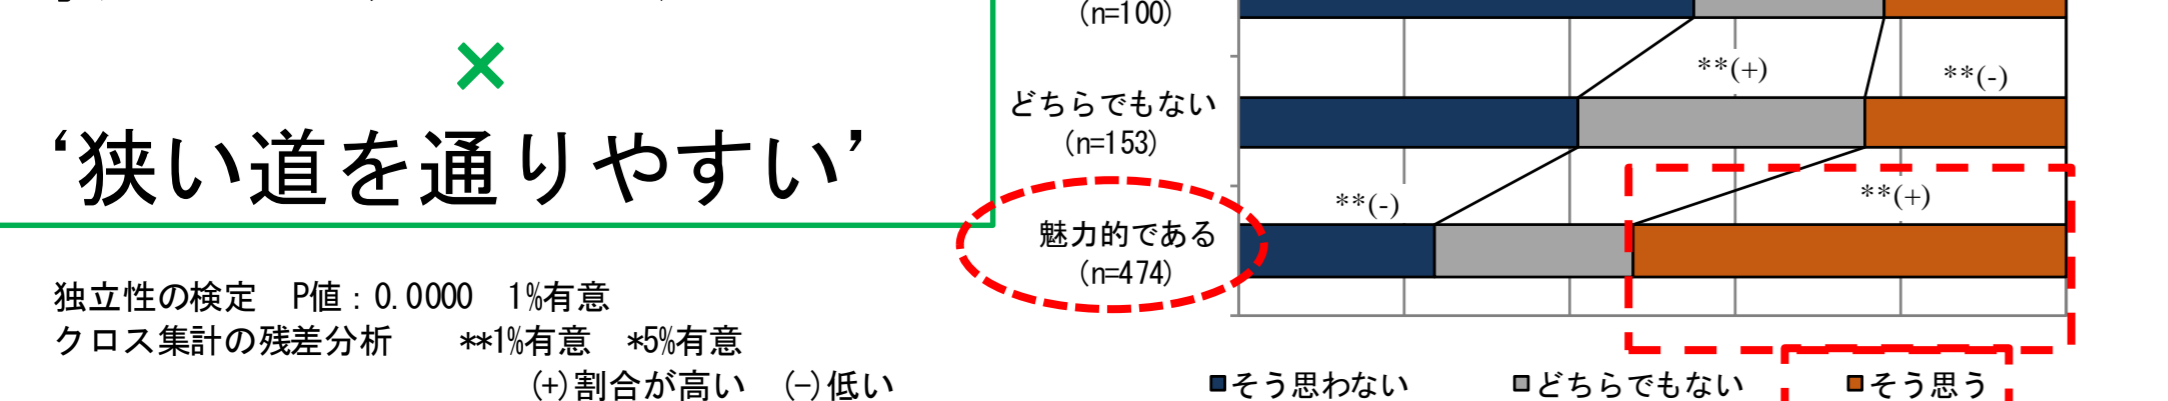 ×
‘狭い道を通りやすい’
独立性の検定　P値：0.0000　1%有意
クロス集計の残差分析　　**1%有意　*5%有意
(+)割合が高い　(-)低い
(n=100)
**(+)
**(-)
どちらでもない
(n=153)
**(-)
**(+)
魅力的である
(n=474)
そう思わない　どちらでもない　そう思う